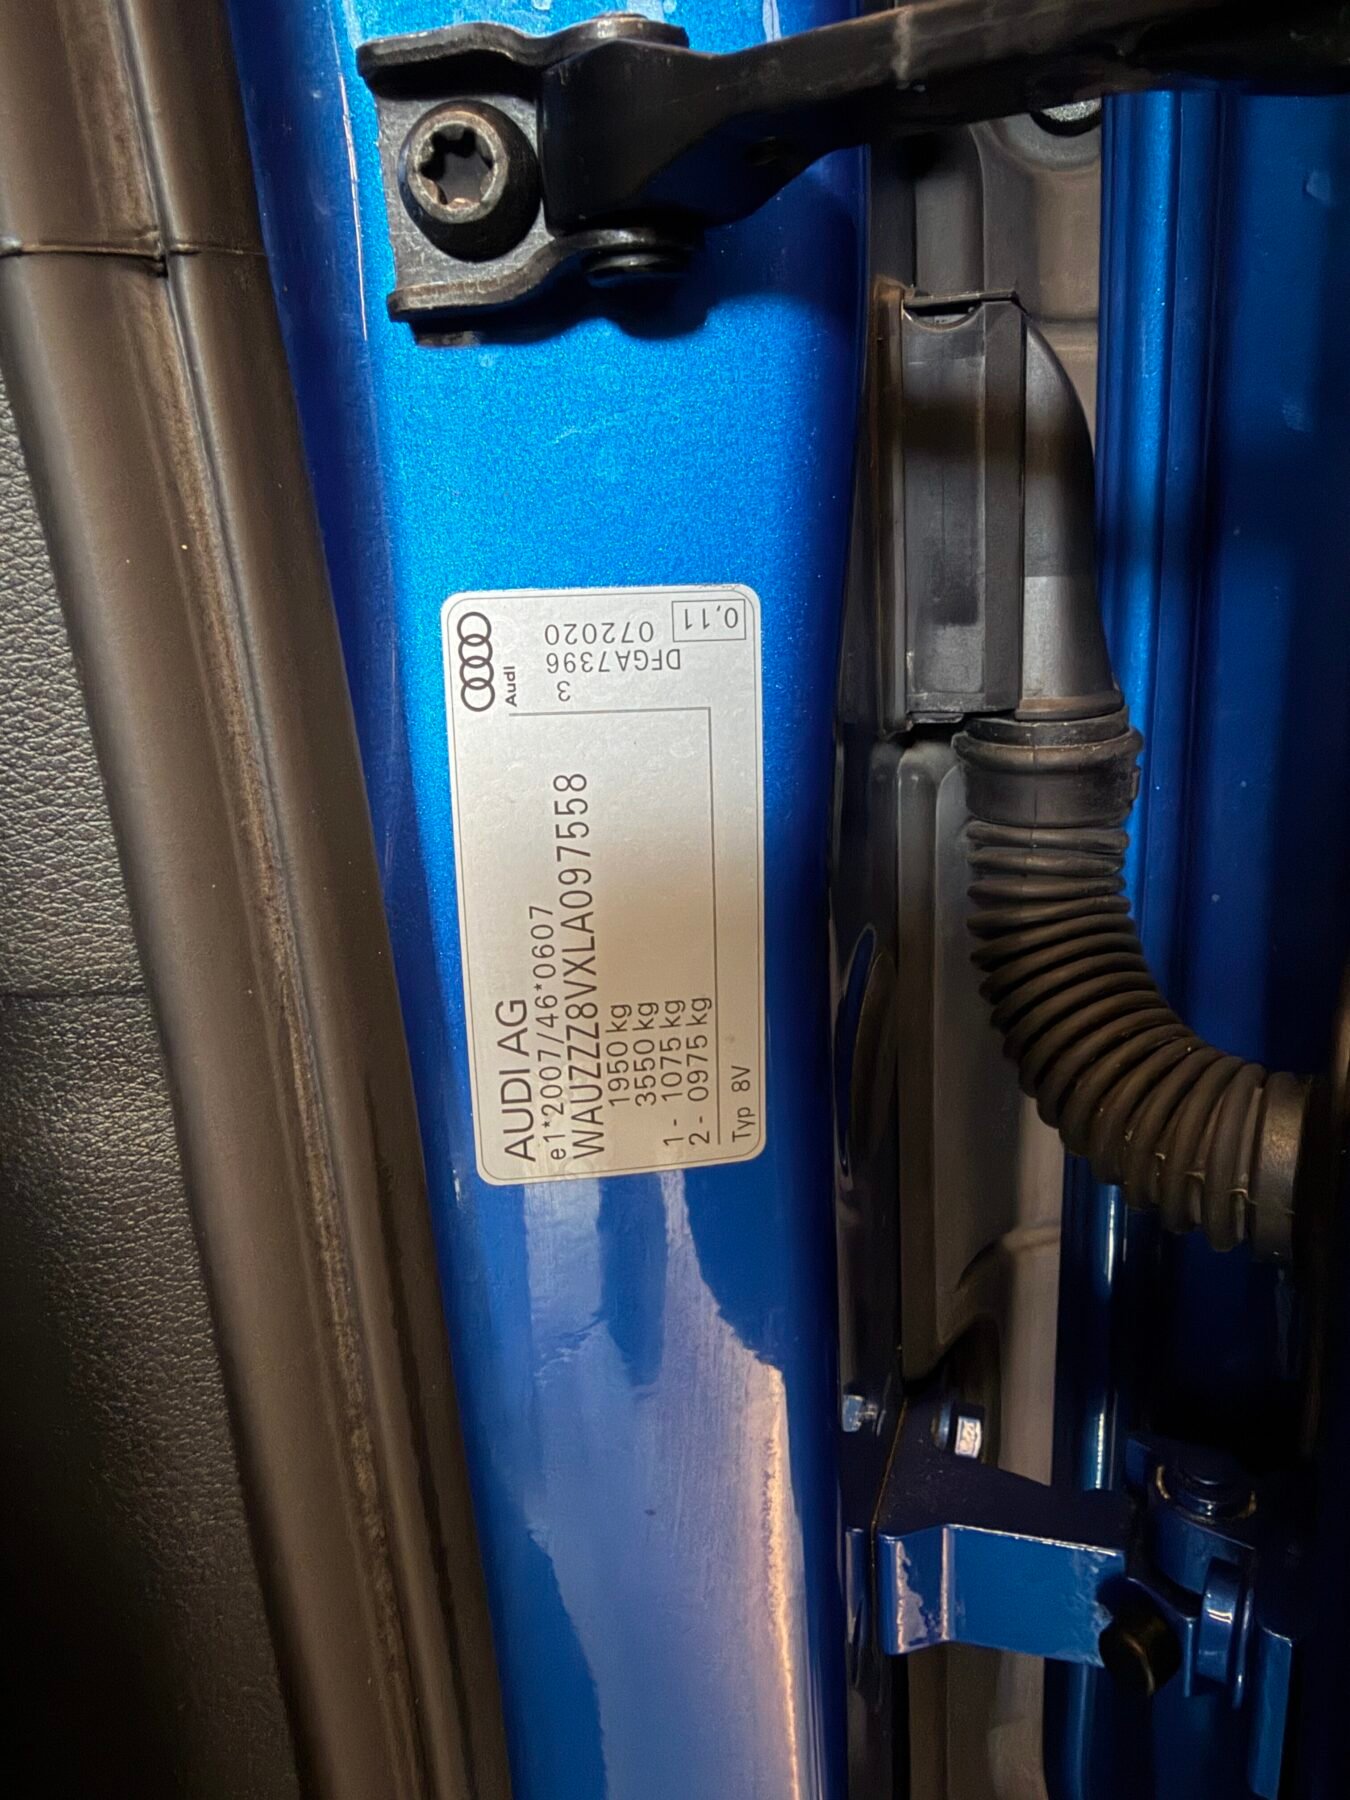 AUDI AG
e1*2007/46*0607
WAUZZZ8VXLA097558
1950 kg
3550 kg
1 - 1075 kg
2 - 0975 kg
Typ 8V
Audi
3
DFGA7396
072020
0,11